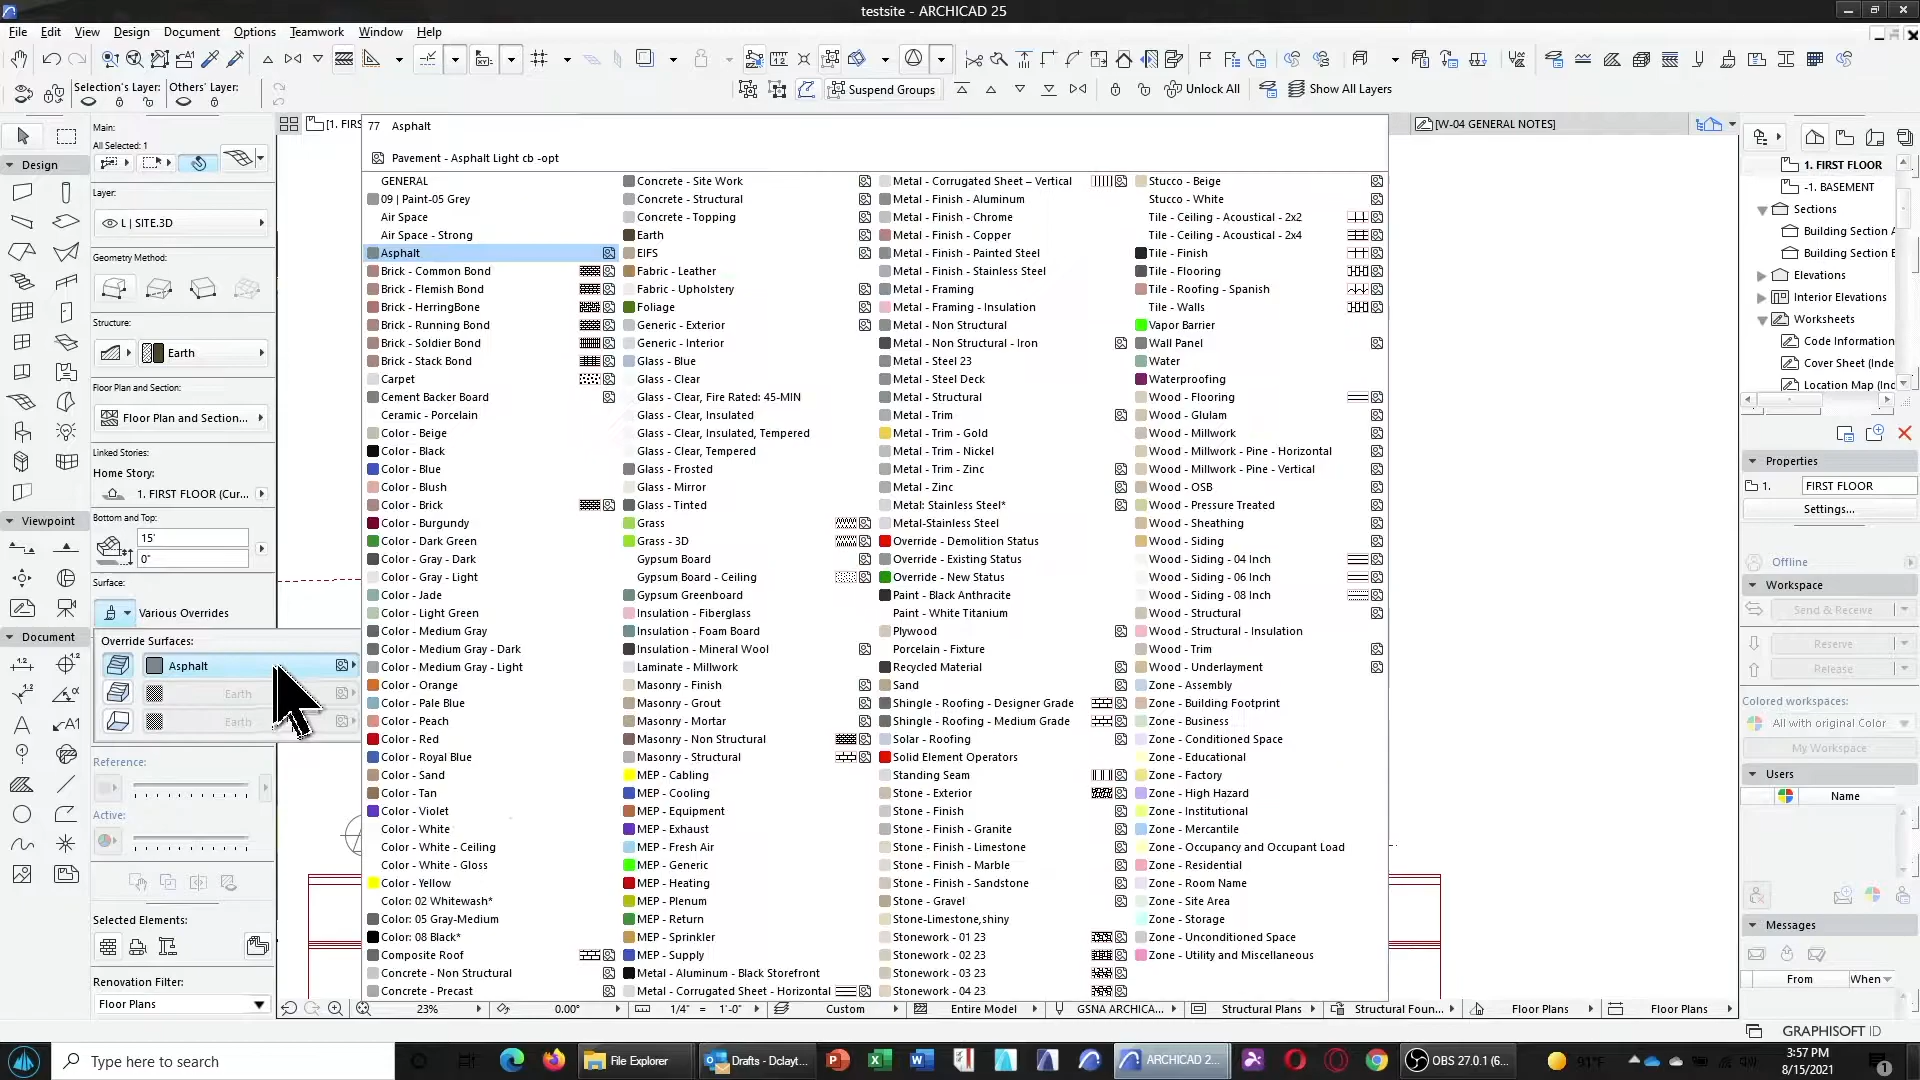 testsite - ARCHICAD 25
File Edit View Design Document Options Teamwork Window Help
Selection's Layer: Others' Layer:
Suspend Groups
Unlock All
Show All Layers
Main:
All Selected: 1
Design
Layer:
L | SITE.3D
Geometry Method:
Structure:
Earth
Floor Plan and Section:
Floor Plan and Section...
Linked Stories:
Home Story:
1. FIRST FLOOR (Cur...
Viewpoint
Bottom and Top:
15'
0"
Surface:
Various Overrides
Document
Override Surfaces:
Asphalt
Earth
Earth
Reference:
Active:
Selected Elements:
Renovation Filter:
Floor Plans
[1. FIRS
77 Asphalt
Pavement - Asphalt Light cb -opt
GENERAL
09 | Paint-05 Grey
Air Space
Air Space - Strong
Asphalt
Brick - Common Bond
Brick - Flemish Bond
Brick - HerringBone
Brick - Running Bond
Brick - Soldier Bond
Brick - Stack Bond
Carpet
Cement Backer Board
Ceramic - Porcelain
Color - Beige
Color - Black
Color - Blue
Color - Blush
Color - Brick
Color - Burgundy
Color - Dark Green
Color - Gray - Dark
Color - Gray - Light
Color - Jade
Color - Light Green
Color - Medium Gray
Color - Medium Gray - Dark
Color - Medium Gray - Light
Color - Orange
Color - Pale Blue
Color - Peach
Color - Red
Color - Royal Blue
Color - Sand
Color - Tan
Color - Violet
Color - White
Color - White - Ceiling
Color - White - Gloss
Color - Yellow
Color: 02 Whitewash*
Color: 05 Gray-Medium
Color: 08 Black*
Composite Roof
Concrete - Non Structural
Concrete - Precast
Concrete - Site Work
Concrete - Structural
Concrete - Topping
Earth
EIFS
Fabric - Leather
Fabric - Upholstery
Foliage
Generic - Exterior
Generic - Interior
Glass - Blue
Glass - Clear
Glass - Clear, Fire Rated: 45-MIN
Glass - Clear, Insulated
Glass - Clear, Insulated, Tempered
Glass - Clear, Tempered
Glass - Frosted
Glass - Mirror
Glass - Tinted
Grass
Grass - 3D
Gypsum Board
Gypsum Board - Ceiling
Gypsum Greenboard
Insulation - Fiberglass
Insulation - Foam Board
Insulation - Mineral Wool
Laminate - Millwork
Masonry - Finish
Masonry - Grout
Masonry - Mortar
Masonry - Non Structural
Masonry - Structural
MEP - Cabling
MEP - Cooling
MEP - Equipment
MEP - Exhaust
MEP - Fresh Air
MEP - Generic
MEP - Heating
MEP - Plenum
MEP - Return
MEP - Sprinkler
MEP - Supply
Metal - Aluminum - Black Storefront
Metal - Corrugated Sheet - Horizontal
Metal - Corrugated Sheet – Vertical
Metal - Finish - Aluminum
Metal - Finish - Chrome
Metal - Finish - Copper
Metal - Finish - Painted Steel
Metal - Finish - Stainless Steel
Metal - Framing
Metal - Framing - Insulation
Metal - Non Structural
Metal - Non Structural - Iron
Metal - Steel 23
Metal - Steel Deck
Metal - Structural
Metal - Trim
Metal - Trim - Gold
Metal - Trim - Nickel
Metal - Trim - Zinc
Metal - Zinc
Metal: Stainless Steel*
Metal-Stainless Steel
Override - Demolition Status
Override - Existing Status
Override - New Status
Paint - Black Anthracite
Paint - White Titanium
Plywood
Porcelain - Fixture
Recycled Material
Sand
Shingle - Roofing - Designer Grade
Shingle - Roofing - Medium Grade
Solar - Roofing
Solid Element Operators
Standing Seam
Stone - Exterior
Stone - Finish
Stone - Finish - Granite
Stone - Finish - Limestone
Stone - Finish - Marble
Stone - Finish - Sandstone
Stone - Gravel
Stone-Limestone,shiny
Stonework - 01 23
Stonework - 02 23
Stonework - 03 23
Stonework - 04 23
Stucco - Beige
Stucco - White
Tile - Ceiling - Acoustical - 2x2
Tile - Ceiling - Acoustical - 2x4
Tile - Finish
Tile - Flooring
Tile - Roofing - Spanish
Tile - Walls
Vapor Barrier
Wall Panel
Water
Waterproofing
Wood - Flooring
Wood - Glulam
Wood - Millwork
Wood - Millwork - Pine - Horizontal
Wood - Millwork - Pine - Vertical
Wood - OSB
Wood - Pressure Treated
Wood - Sheathing
Wood - Siding
Wood - Siding - 04 Inch
Wood - Siding - 06 Inch
Wood - Siding - 08 Inch
Wood - Structural
Wood - Structural - Insulation
Wood - Trim
Wood - Underlayment
Zone - Assembly
Zone - Building Footprint
Zone - Business
Zone - Conditioned Space
Zone - Educational
Zone - Factory
Zone - High Hazard
Zone - Institutional
Zone - Mercantile
Zone - Occupancy and Occupant Load
Zone - Residential
Zone - Room Name
Zone - Site Area
Zone - Storage
Zone - Unconditioned Space
Zone - Utility and Miscellaneous
[W-04 GENERAL NOTES]
1. FIRST FLOOR
-1. BASEMENT
Sections
Building Section A
Building Section B
Elevations
Interior Elevations
Worksheets
Code Information
Cover Sheet (Inde
Location Map (Inc
Properties
1. FIRST FLOOR
Settings...
Offline
Workspace
Send & Receive
Reserve
Release
Colored workspaces:
All with original Color
My Workspace
Users
Name
Messages
From When
23% 0.00° 1/4" = 1'-0" Custom Entire Model GSNA ARCHICA... Structural Plans Structural Foun... Floor Plans Floor Plans
GRAPHISOFT ID
Type here to search
File Explorer
Drafts - Dclayt...
ARCHICAD 2...
OBS 27.0.1 (6...
91°F
3:57 PM
8/15/2021